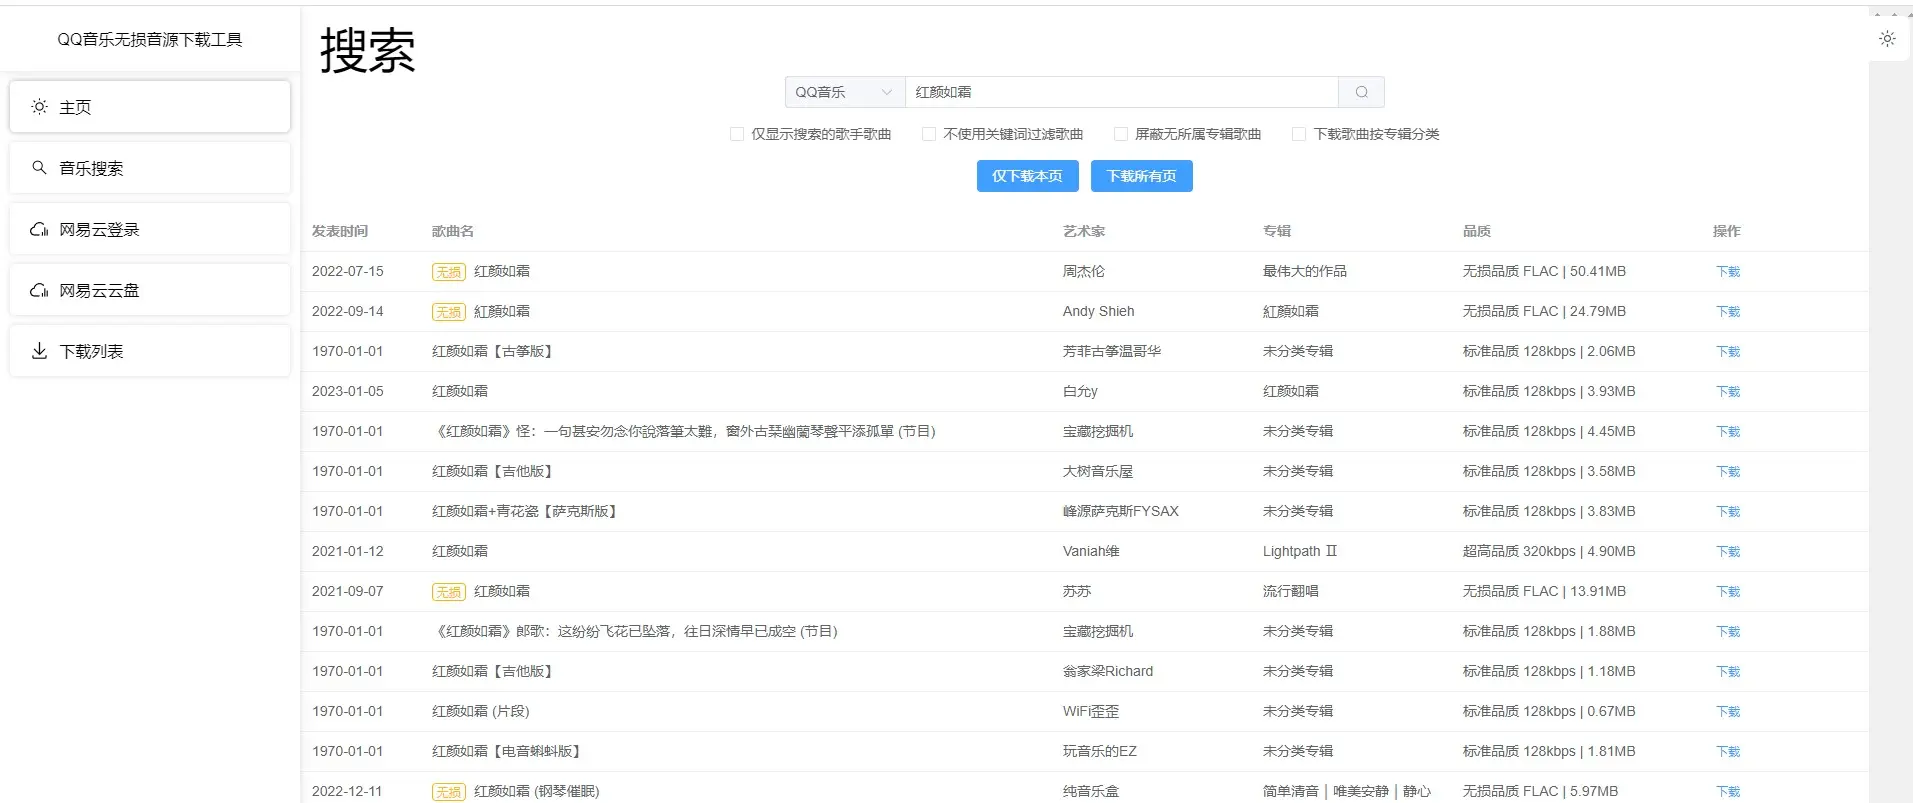 QQ音乐无损音源下载工具
主页
音乐搜索
网易云登录
网易云云盘
下载列表
搜索
QQ音乐 红颜如霜
仅显示搜索的歌手歌曲 不使用关键词过滤歌曲 屏蔽无所属专辑歌曲 下载歌曲按专辑分类
仅下载本页 下载所有页
发表时间 歌曲名 艺术家 专辑 品质 操作
2022-07-15 无损 红颜如霜 周杰伦 最伟大的作品 无损品质 FLAC | 50.41MB 下载
2022-09-14 无损 紅顏如霜 Andy Shieh 紅顏如霜 无损品质 FLAC | 24.79MB 下载
1970-01-01 红颜如霜【古筝版】 芳菲古筝温哥华 未分类专辑 标准品质 128kbps | 2.06MB 下载
2023-01-05 红颜如霜 白允y 红颜如霜 标准品质 128kbps | 3.93MB 下载
1970-01-01 《红颜如霜》怪：一句甚安勿念你說落筆太難，窗外古琹幽蘭琴聲平添孤單 (节目) 宝藏挖掘机 未分类专辑 标准品质 128kbps | 4.45MB 下载
1970-01-01 红颜如霜【吉他版】 大树音乐屋 未分类专辑 标准品质 128kbps | 3.58MB 下载
1970-01-01 红颜如霜+青花瓷【萨克斯版】 峰源萨克斯FYSAX 未分类专辑 标准品质 128kbps | 3.83MB 下载
2021-01-12 红颜如霜 Vaniah维 Lightpath Ⅱ 超高品质 320kbps | 4.90MB 下载
2021-09-07 无损 红颜如霜 苏苏 流行翻唱 无损品质 FLAC | 13.91MB 下载
1970-01-01 《红颜如霜》郎歌：这纷纷飞花已坠落，往日深情早已成空 (节目) 宝藏挖掘机 未分类专辑 标准品质 128kbps | 1.88MB 下载
1970-01-01 红颜如霜【吉他版】 翁家梁Richard 未分类专辑 标准品质 128kbps | 1.18MB 下载
1970-01-01 红颜如霜 (片段) WiFi歪歪 未分类专辑 标准品质 128kbps | 0.67MB 下载
1970-01-01 红颜如霜【电音蝌蚪版】 玩音乐的EZ 未分类专辑 标准品质 128kbps | 1.81MB 下载
2022-12-11 无损 红颜如霜 (钢琴催眠) 纯音乐盒 简单清音 | 唯美安静 | 静心 无损品质 FLAC | 5.97MB 下载